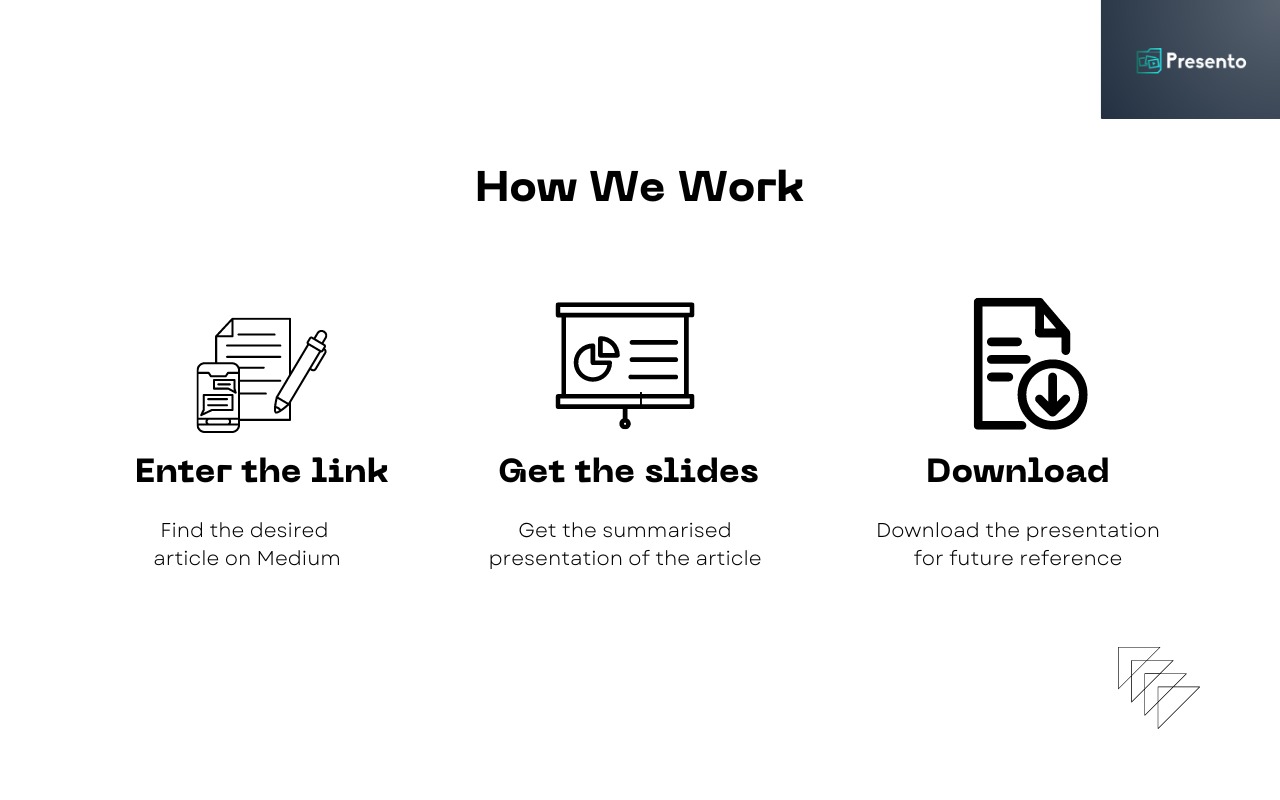 Presento
How We Work
Enter the link
Get the slides
Download
Find the desired
article on Medium
Get the summarised
presentation of the article
Download the presentation
for future reference